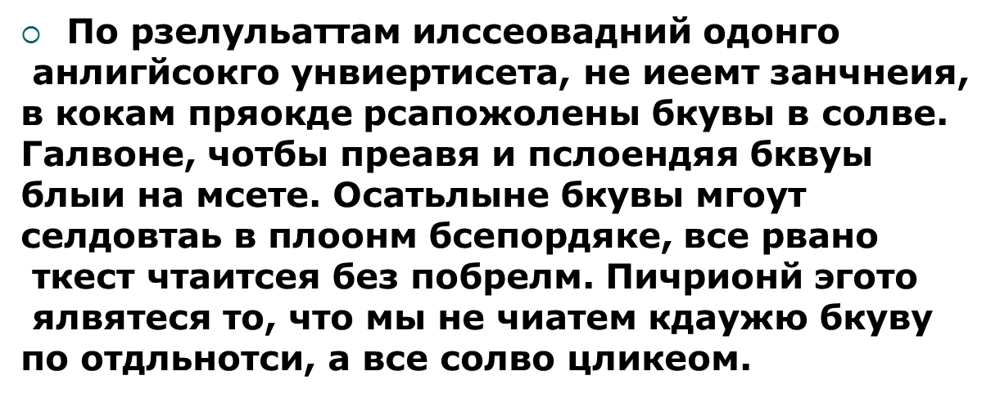 По рзелульаттам илссеовадний одонго
анлигйсокго унвиертисета, не иеемт занчнеия,
в кокам пряокде рсапожолены бкувы в солве.
Галвоне, чотбы преавя и пслоендяя бквуы
блыи на мсете. Осатьлыне бкувы мгоут
селдовтаь в плоонм бсепордяке, все рвано
ткест чтаитсея без побрелм. Пичрионй эгото
ялвятеся то, что мы не чиатем кдаужю бкуву
по отдльнотси, а все солво цликеом.